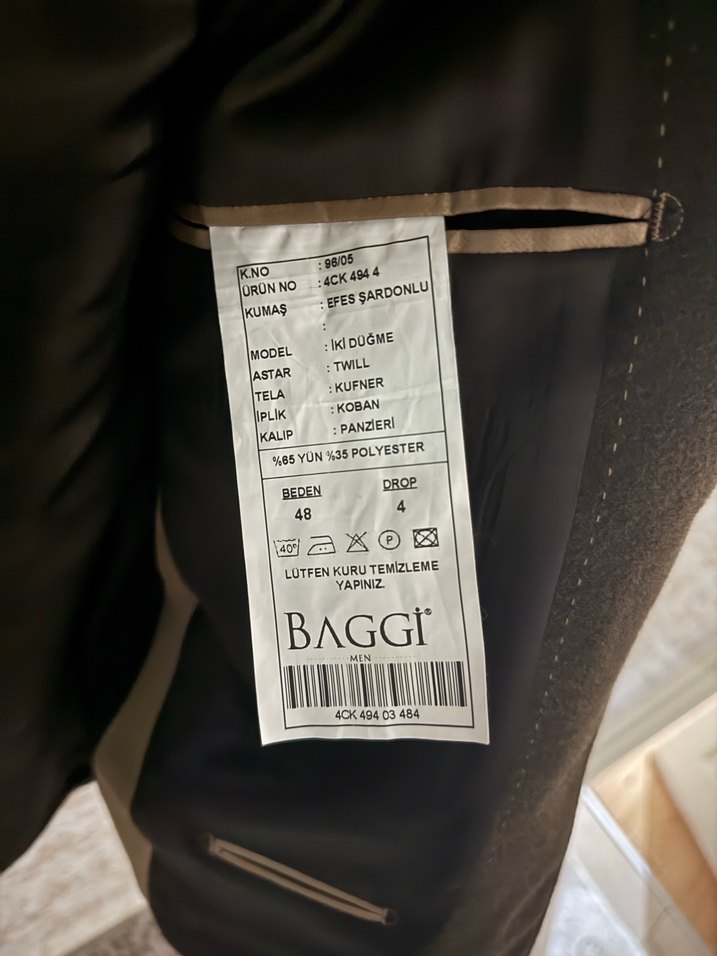 K.NO : 96/05
ÜRÜN NO : 4CK 494 4
KUMAŞ : EFES ŞARDONLU
:
MODEL : İKİ DÜĞME
ASTAR : TWILL
TELA : KUFNER
İPLİK : KOBAN
KALIP : PANZİERİ
%65 YÜN %35 POLYESTER
BEDEN DROP
48 4
40° P
LÜTFEN KURU TEMİZLEME
YAPINIZ.
BAGGİ®
MEN
4CK 494 03 484